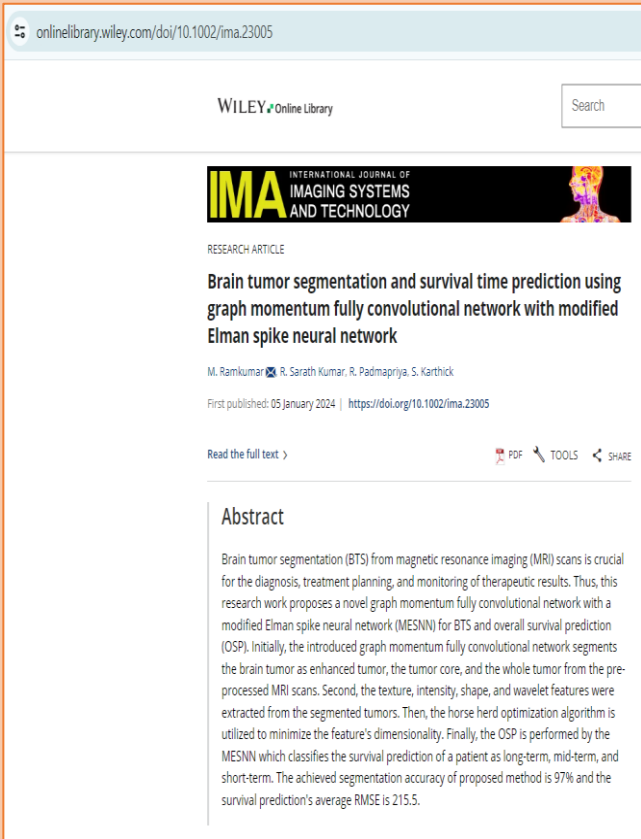 onlinelibrary.wiley.com/doi/10.1002/ima.23005
WILEY Online Library
Search
IMA INTERNATIONAL JOURNAL OF
IMAGING SYSTEMS
AND TECHNOLOGY
RESEARCH ARTICLE
Brain tumor segmentation and survival time prediction using
graph momentum fully convolutional network with modified
Elman spike neural network
M. Ramkumar, R. Sarath Kumar, R. Padmapriya, S. Karthick
First published: 05 January 2024 | https://doi.org/10.1002/ima.23005
Read the full text >
PDF TOOLS SHARE
Abstract
Brain tumor segmentation (BTS) from magnetic resonance imaging (MRI) scans is crucial
for the diagnosis, treatment planning, and monitoring of therapeutic results. Thus, this
research work proposes a novel graph momentum fully convolutional network with a
modified Elman spike neural network (MESNN) for BTS and overall survival prediction
(OSP). Initially, the introduced graph momentum fully convolutional network segments
the brain tumor as enhanced tumor, the tumor core, and the whole tumor from the pre-
processed MRI scans. Second, the texture, intensity, shape, and wavelet features were
extracted from the segmented tumors. Then, the horse herd optimization algorithm is
utilized to minimize the feature's dimensionality. Finally, the OSP is performed by the
MESNN which classifies the survival prediction of a patient as long-term, mid-term, and
short-term. The achieved segmentation accuracy of proposed method is 97% and the
survival prediction's average RMSE is 215.5.